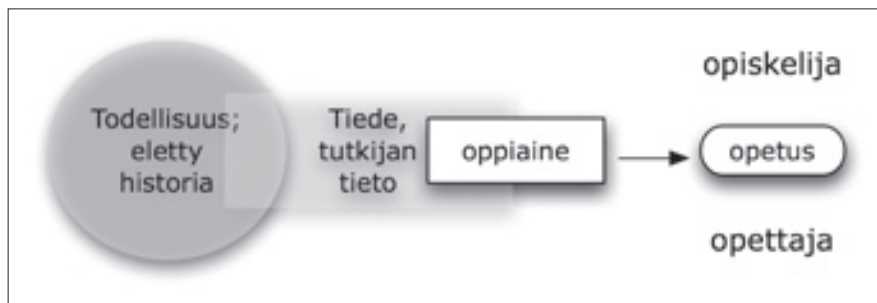 Todellisuus;
eletty
historia
Tiede,
tutkijan
tieto
oppiaine
opiskelija
opetus
opettaja